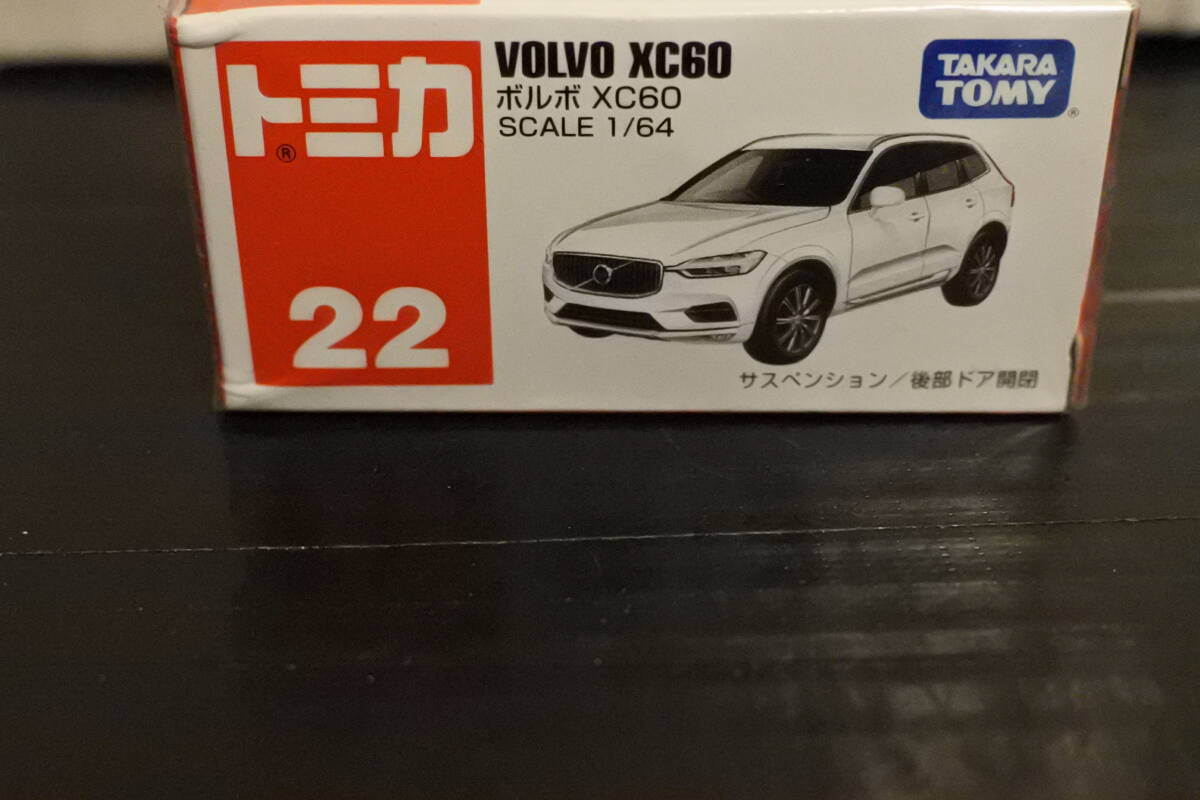 トミカ
®
22
VOLVO XC60
ボルボ XC60
SCALE 1/64
TAKARA
TOMY
®
サスペンション/後部ドア開閉